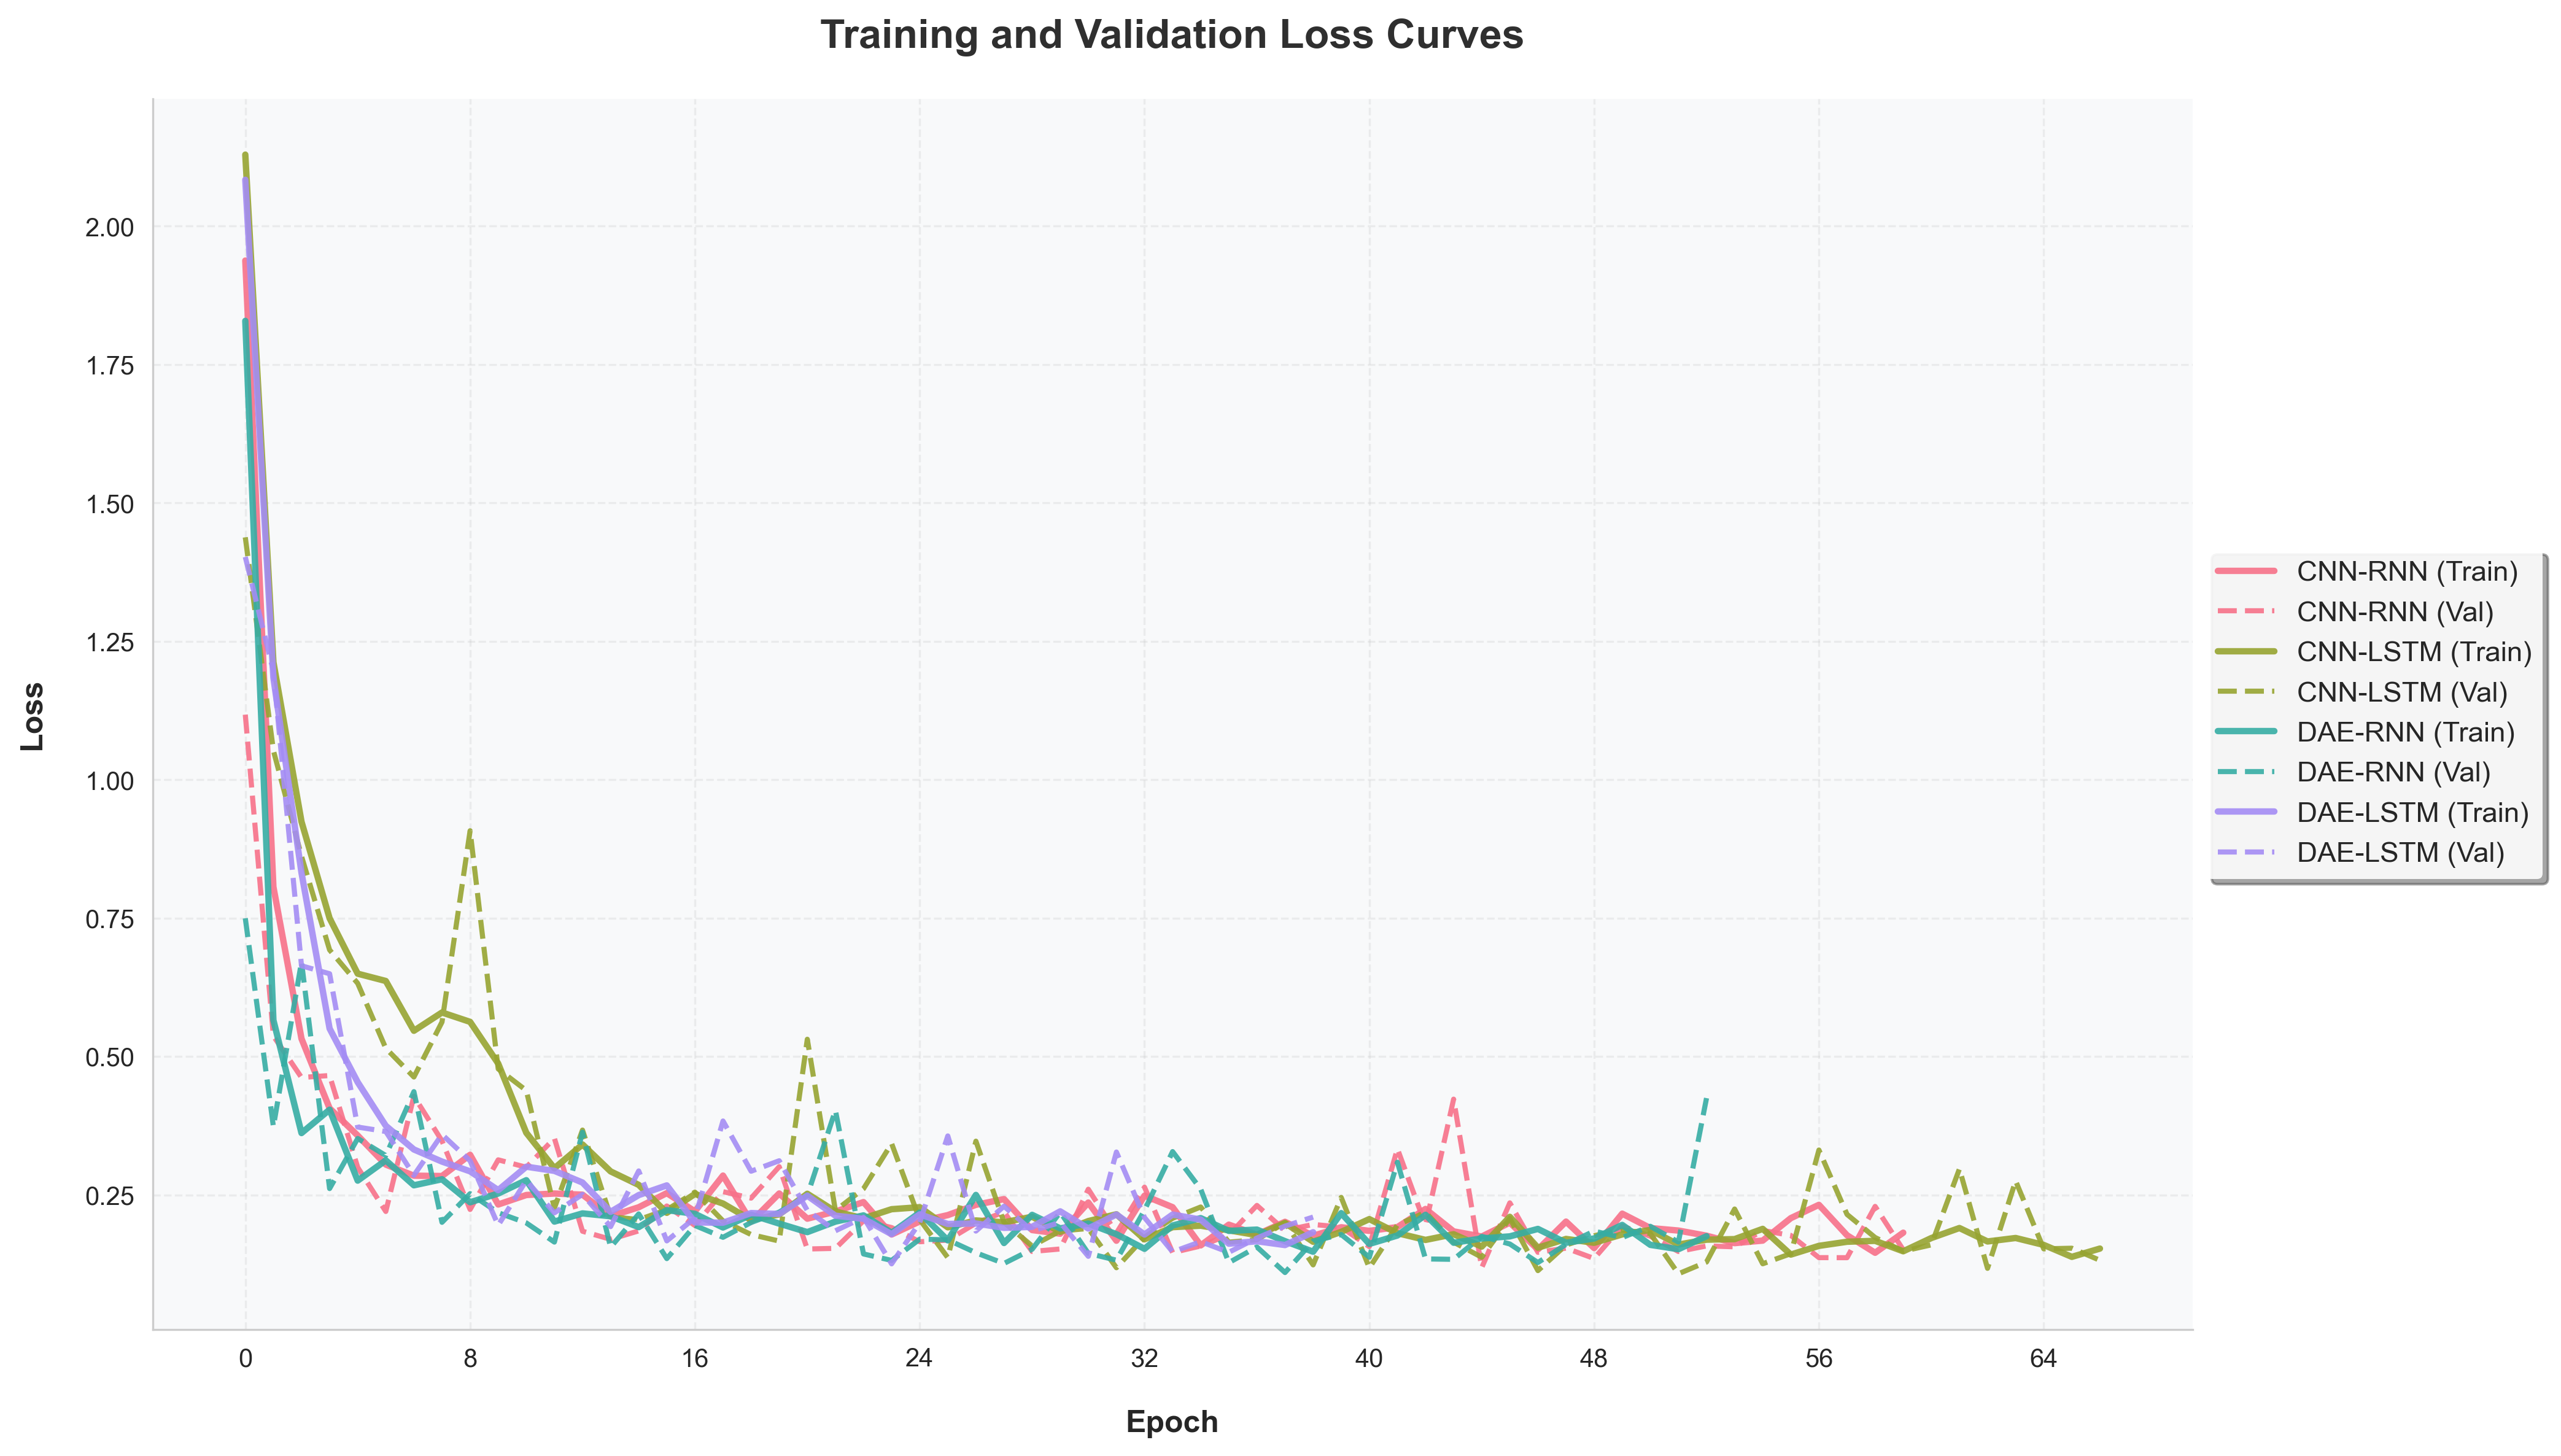 Training and Validation Loss Curves
Loss
2.00
1.75
1.50
1.25
1.00
0.75
0.50
0.25
0 8 16 24 32 40 48 56 64
Epoch
CNN-RNN (Train)
CNN-RNN (Val)
CNN-LSTM (Train)
CNN-LSTM (Val)
DAE-RNN (Train)
DAE-RNN (Val)
DAE-LSTM (Train)
DAE-LSTM (Val)